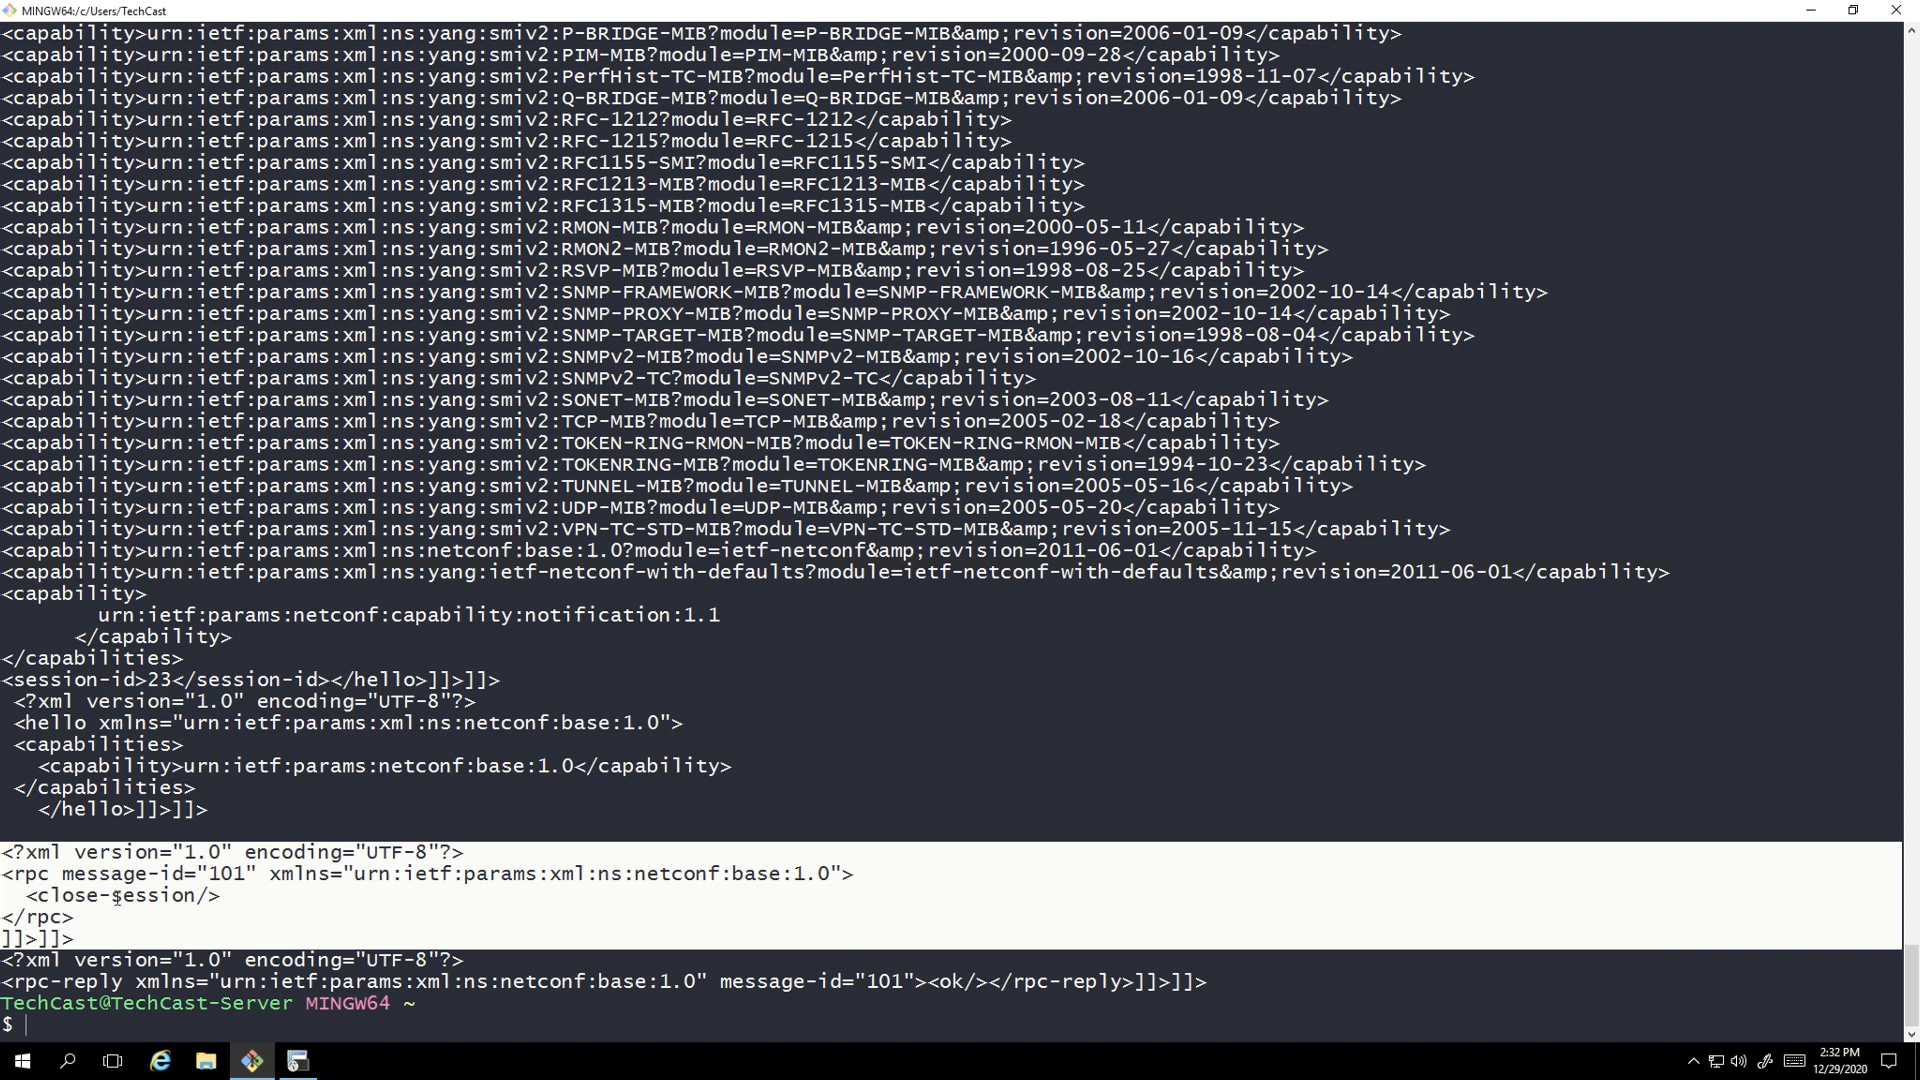 MINGW64:/c/Users/TechCast
<capability>urn:ietf:params:xml:ns:yang:smiv2:P-BRIDGE-MIB?module=P-BRIDGE-MIB&amp;revision=2006-01-09</capability>
<capability>urn:ietf:params:xml:ns:yang:smiv2:PIM-MIB?module=PIM-MIB&amp;revision=2000-09-28</capability>
<capability>urn:ietf:params:xml:ns:yang:smiv2:PerfHist-TC-MIB?module=PerfHist-TC-MIB&amp;revision=1998-11-07</capability>
<capability>urn:ietf:params:xml:ns:yang:smiv2:Q-BRIDGE-MIB?module=Q-BRIDGE-MIB&amp;revision=2006-01-09</capability>
<capability>urn:ietf:params:xml:ns:yang:smiv2:RFC-1212?module=RFC-1212</capability>
<capability>urn:ietf:params:xml:ns:yang:smiv2:RFC-1215?module=RFC-1215</capability>
<capability>urn:ietf:params:xml:ns:yang:smiv2:RFC1155-SMI?module=RFC1155-SMI</capability>
<capability>urn:ietf:params:xml:ns:yang:smiv2:RFC1213-MIB?module=RFC1213-MIB</capability>
<capability>urn:ietf:params:xml:ns:yang:smiv2:RFC1315-MIB?module=RFC1315-MIB</capability>
<capability>urn:ietf:params:xml:ns:yang:smiv2:RMON-MIB?module=RMON-MIB&amp;revision=2000-05-11</capability>
<capability>urn:ietf:params:xml:ns:yang:smiv2:RMON2-MIB?module=RMON2-MIB&amp;revision=1996-05-27</capability>
<capability>urn:ietf:params:xml:ns:yang:smiv2:RSVP-MIB?module=RSVP-MIB&amp;revision=1998-08-25</capability>
<capability>urn:ietf:params:xml:ns:yang:smiv2:SNMP-FRAMEWORK-MIB?module=SNMP-FRAMEWORK-MIB&amp;revision=2002-10-14</capability>
<capability>urn:ietf:params:xml:ns:yang:smiv2:SNMP-PROXY-MIB?module=SNMP-PROXY-MIB&amp;revision=2002-10-14</capability>
<capability>urn:ietf:params:xml:ns:yang:smiv2:SNMP-TARGET-MIB?module=SNMP-TARGET-MIB&amp;revision=1998-08-04</capability>
<capability>urn:ietf:params:xml:ns:yang:smiv2:SNMPv2-MIB?module=SNMPv2-MIB&amp;revision=2002-10-16</capability>
<capability>urn:ietf:params:xml:ns:yang:smiv2:SNMPv2-TC?module=SNMPv2-TC</capability>
<capability>urn:ietf:params:xml:ns:yang:smiv2:SONET-MIB?module=SONET-MIB&amp;revision=2003-08-11</capability>
<capability>urn:ietf:params:xml:ns:yang:smiv2:TCP-MIB?module=TCP-MIB&amp;revision=2005-02-18</capability>
<capability>urn:ietf:params:xml:ns:yang:smiv2:TOKEN-RING-RMON-MIB?module=TOKEN-RING-RMON-MIB</capability>
<capability>urn:ietf:params:xml:ns:yang:smiv2:TOKENRING-MIB?module=TOKENRING-MIB&amp;revision=1994-10-23</capability>
<capability>urn:ietf:params:xml:ns:yang:smiv2:TUNNEL-MIB?module=TUNNEL-MIB&amp;revision=2005-05-16</capability>
<capability>urn:ietf:params:xml:ns:yang:smiv2:UDP-MIB?module=UDP-MIB&amp;revision=2005-05-20</capability>
<capability>urn:ietf:params:xml:ns:yang:smiv2:VPN-TC-STD-MIB?module=VPN-TC-STD-MIB&amp;revision=2005-11-15</capability>
<capability>urn:ietf:params:xml:ns:netconf:base:1.0?module=ietf-netconf&amp;revision=2011-06-01</capability>
<capability>urn:ietf:params:xml:ns:yang:ietf-netconf-with-defaults?module=ietf-netconf-with-defaults&amp;revision=2011-06-01</capability>
<capability>
urn:ietf:params:netconf:capability:notification:1.1
</capability>
</capabilities>
<session-id>23</session-id></hello>]]>]]>
<?xml version="1.0" encoding="UTF-8"?>
<hello xmlns="urn:ietf:params:xml:ns:netconf:base:1.0">
<capabilities>
<capability>urn:ietf:params:netconf:base:1.0</capability>
</capabilities>
</hello>]]>]]>
<?xml version="1.0" encoding="UTF-8"?>
<rpc message-id="101" xmlns="urn:ietf:params:xml:ns:netconf:base:1.0">
<close-session/>
</rpc>
]]>]]>
<?xml version="1.0" encoding="UTF-8"?>
<rpc-reply xmlns="urn:ietf:params:xml:ns:netconf:base:1.0" message-id="101"><ok/></rpc-reply>]]>]]>
TechCast@TechCast-Server MINGW64 ~
$
2:32 PM
12/29/2020